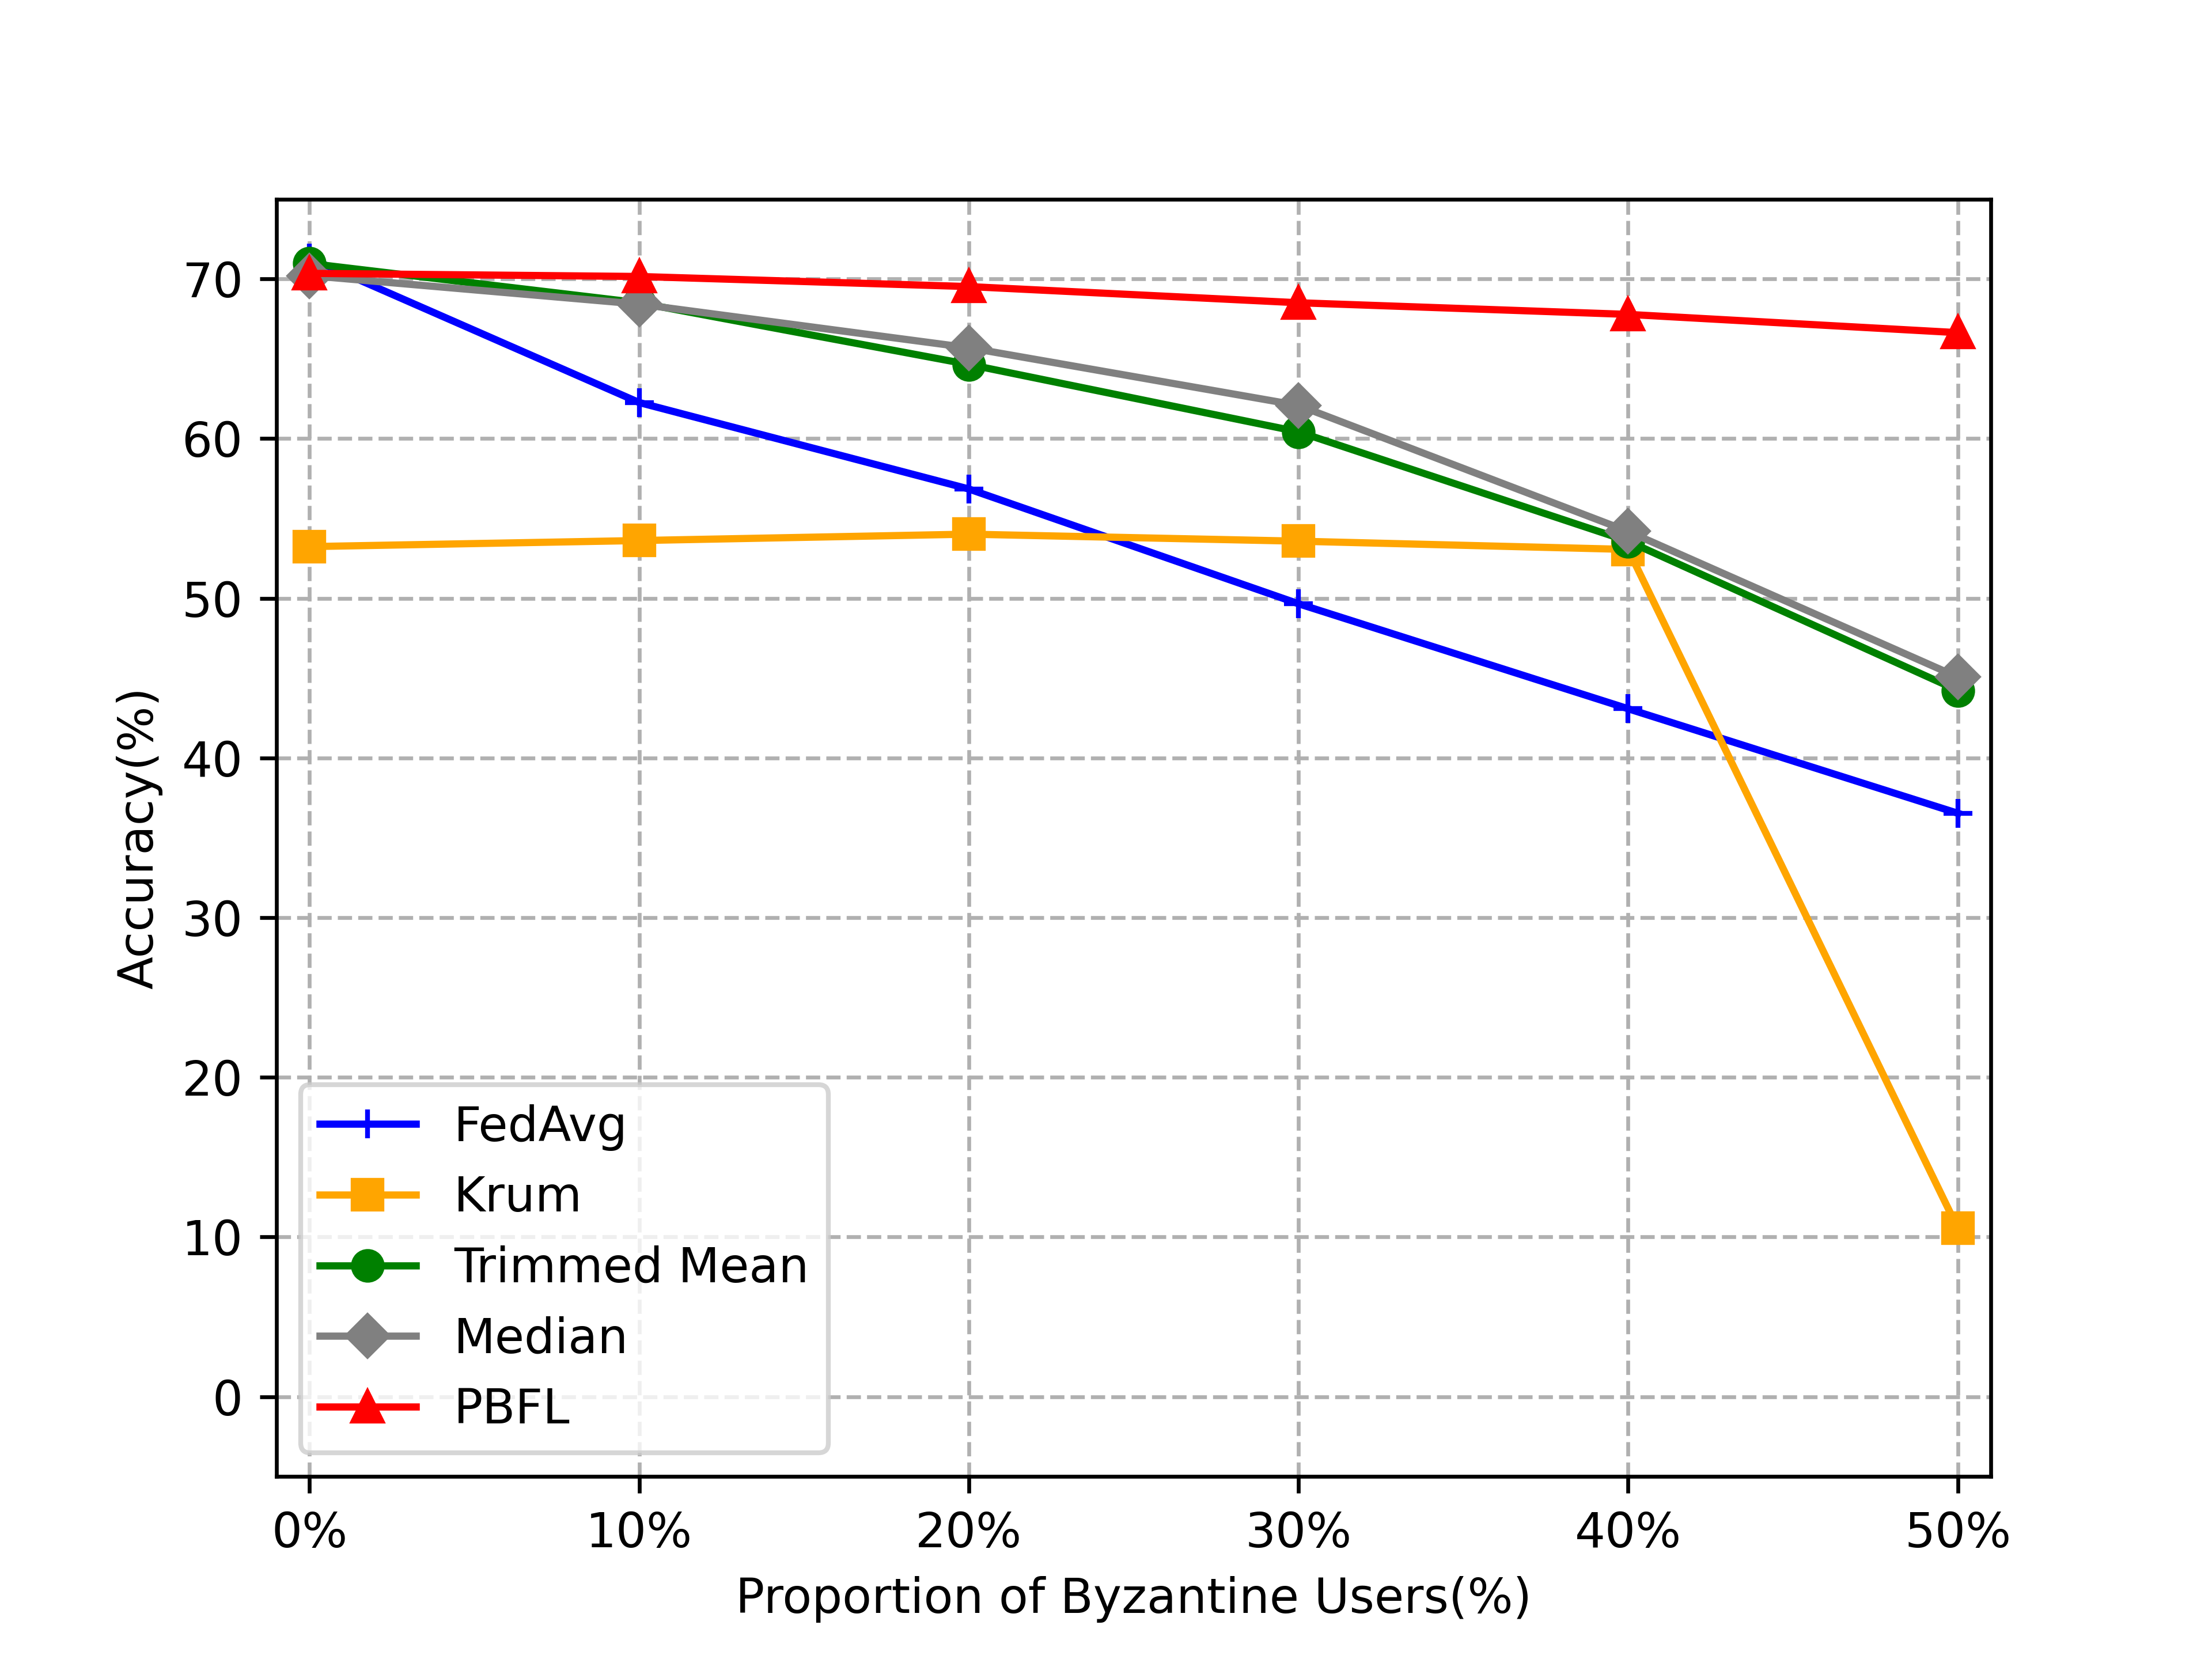 70
60
50
40
30
20
10
0
Accuracy(%)
FedAvg
Krum
Trimmed Mean
Median
PBFL
0% 10% 20% 30% 40% 50%
Proportion of Byzantine Users(%)